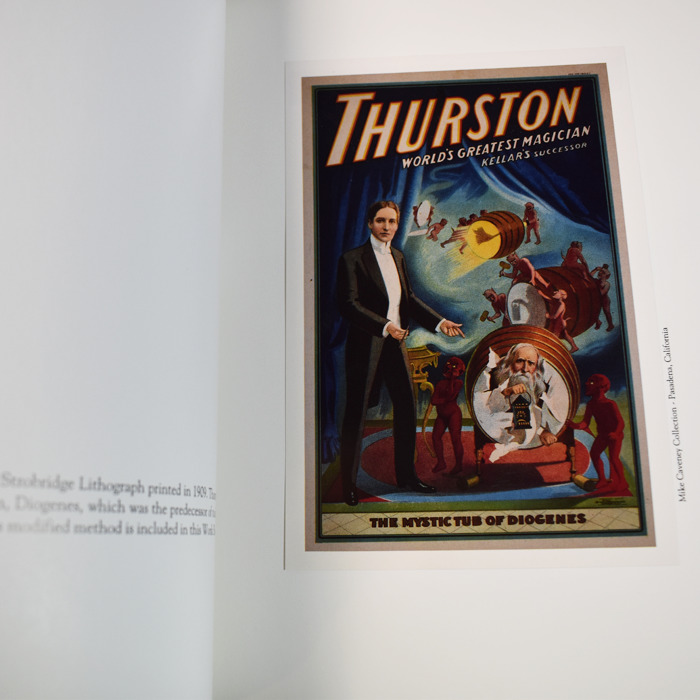 Strobridge Lithograph printed in 1909.
Diogenes, which was the predecessor of
modified method is included in this
THURSTON
WORLD'S GREATEST MAGICIAN
KELLAR'S SUCCESSOR
THE MYSTIC TUB OF DIOGENES
Mike Caveney Collection - Pasadena, California